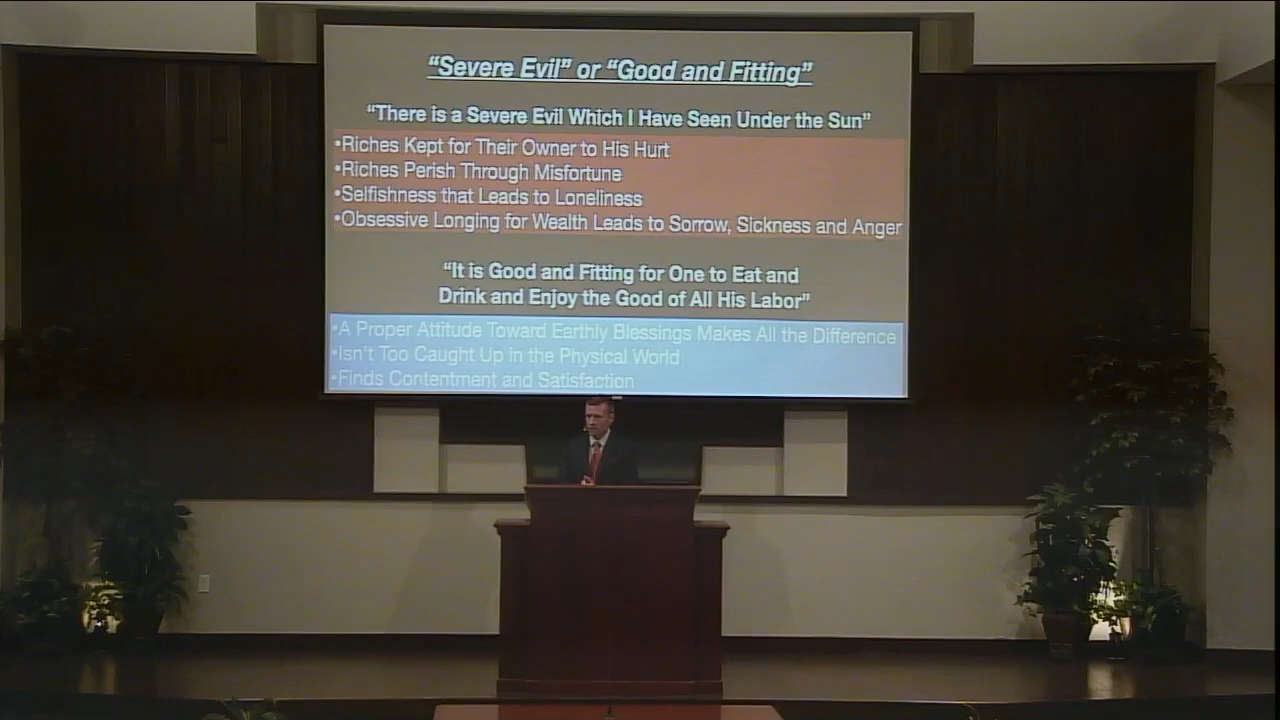 “Severe Evil” or “Good and Fitting”
“There is a Severe Evil Which I Have Seen Under the Sun”
•Riches Kept for Their Owner to His Hurt
•Riches Perish Through Misfortune
•Selfishness that Leads to Loneliness
•Obsessive Longing for Wealth Leads to Sorrow, Sickness and Anger
“It is Good and Fitting for One to Eat and
Drink and Enjoy the Good of All His Labor”
•A Proper Attitude Toward Earthly Blessings Makes All the Difference
•Isn't Too Caught Up in the Physical World
•Finds Contentment and Satisfaction